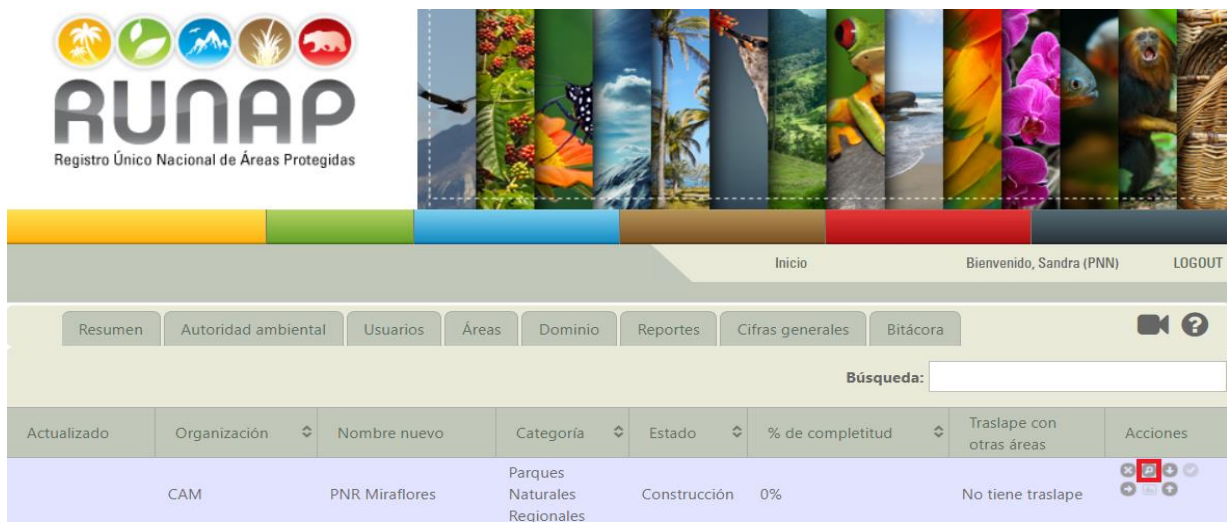 RUNAP
Registro Único Nacional de Áreas Protegidas
Inicio Bienvenido, Sandra (PNN) LOGOUT
Resumen Autoridad ambiental Usuarios Áreas Dominio Reportes Cifras generales Bitácora
Búsqueda:
Actualizado Organización Nombre nuevo Categoría Estado % de completitud Traslape con
otras áreas Acciones
CAM PNR Miraflores Parques
Naturales
Regionales Construcción 0% No tiene traslape